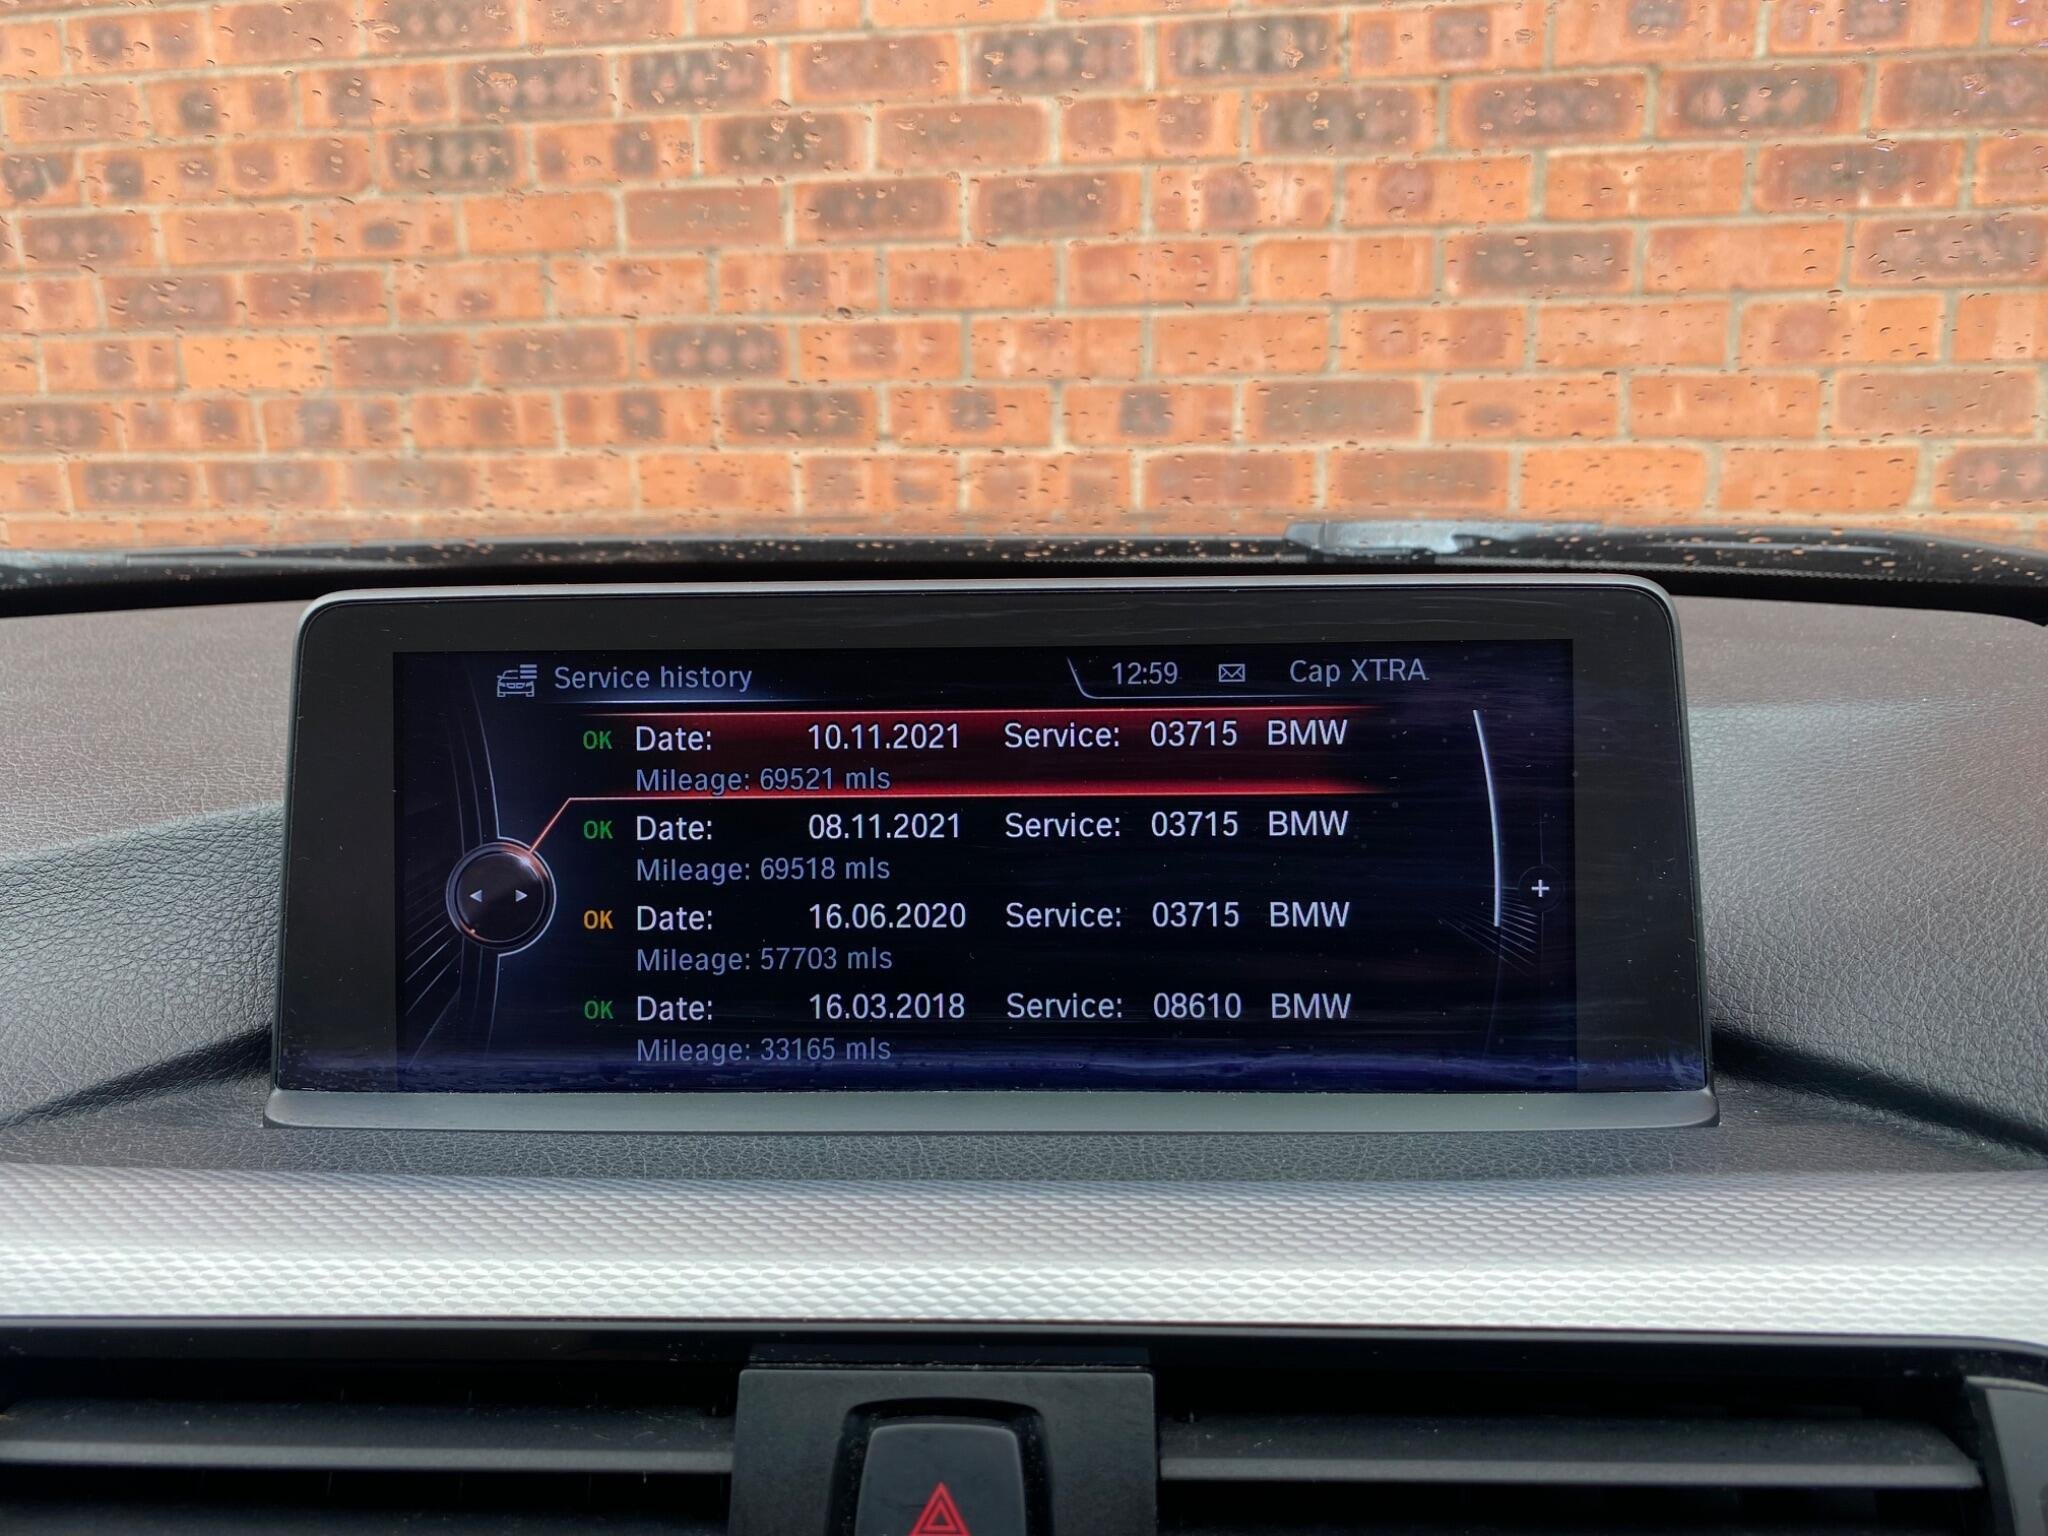 Service history 12:59 Cap XTRA
OK Date: 10.11.2021 Service: 03715 BMW
Mileage: 69521 mls
OK Date: 08.11.2021 Service: 03715 BMW
Mileage: 69518 mls
OK Date: 16.06.2020 Service: 03715 BMW
Mileage: 57703 mls
OK Date: 16.03.2018 Service: 08610 BMW
Mileage: 33165 mls